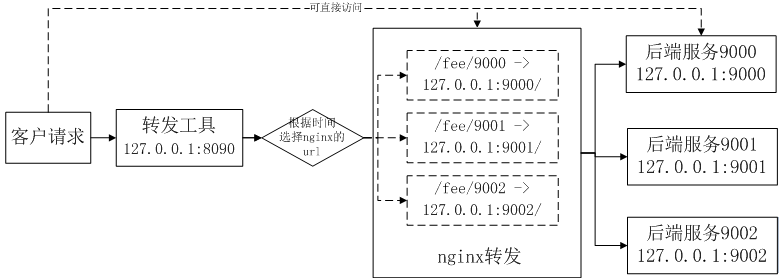 可直接访问
客户请求
转发工具
127.0.0.1:8090
根据时间
选择nginx的
url
/fee/9000 ->
127.0.0.1:9000/
/fee/9001 ->
127.0.0.1:9001/
/fee/9002 ->
127.0.0.1:9002/
nginx转发
后端服务9000
127.0.0.1:9000
后端服务9001
127.0.0.1:9001
后端服务9002
127.0.0.1:9002